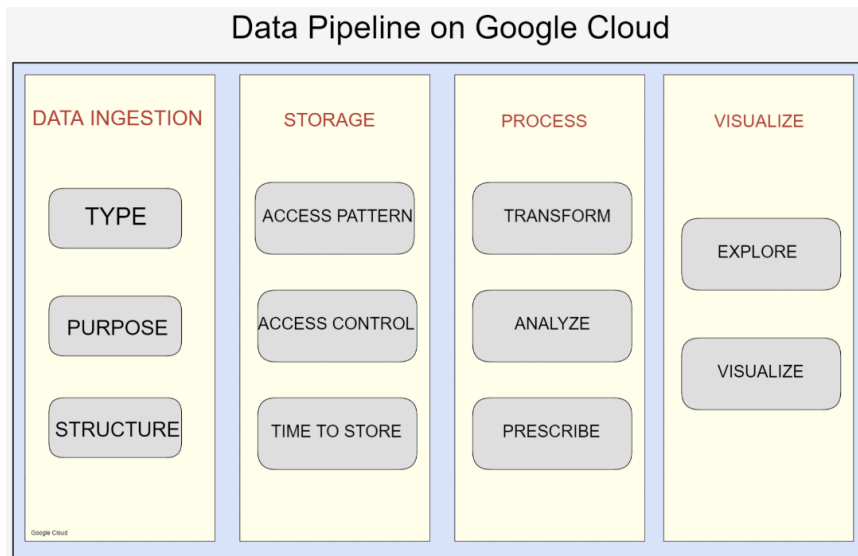 Data Pipeline on Google Cloud
DATA INGESTION
TYPE
PURPOSE
STRUCTURE
Google Cloud
STORAGE
ACCESS PATTERN
ACCESS CONTROL
TIME TO STORE
PROCESS
TRANSFORM
ANALYZE
PRESCRIBE
VISUALIZE
EXPLORE
VISUALIZE